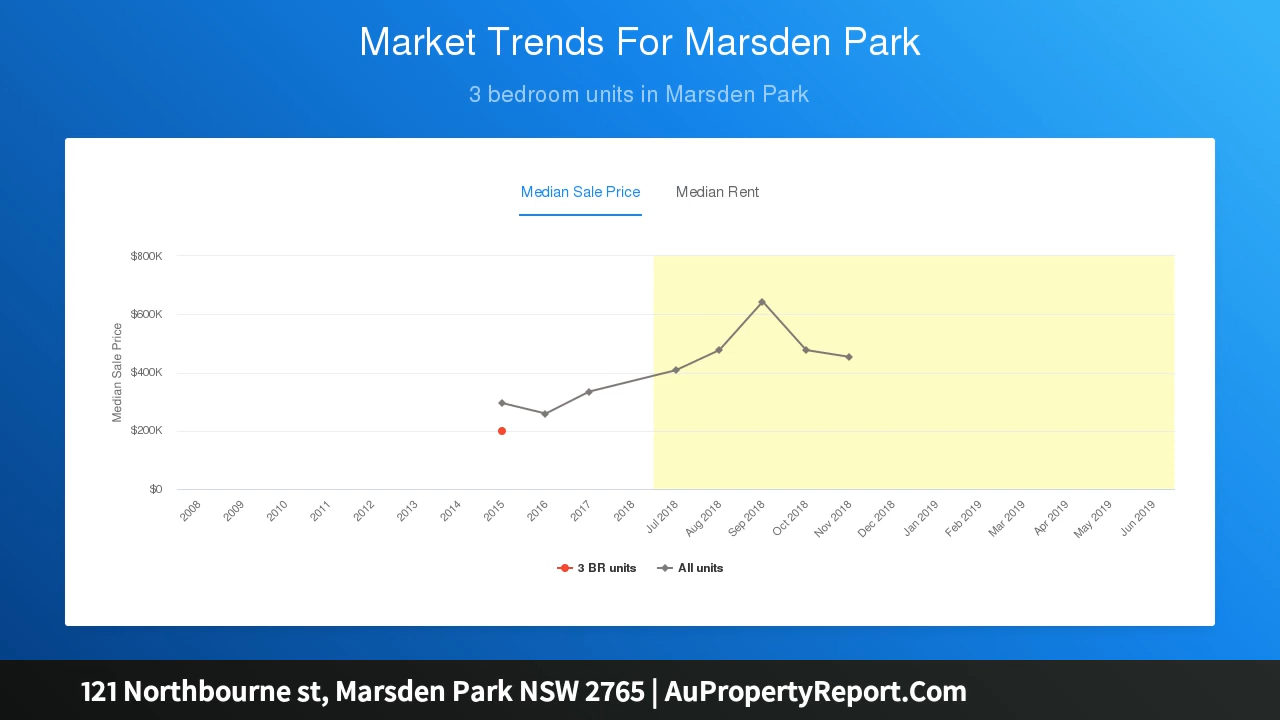 Market Trends For Marsden Park
3 bedroom units in Marsden Park
Median Sale Price Median Rent
Median Sale Price
$800K
$600K
$400K
$200K
$0
2008 2009 2010 2011 2012 2013 2014 2015 2016 2017 2018 Jul 2018 Aug 2018 Sep 2018 Oct 2018 Nov 2018 Dec 2018 Jan 2019 Feb 2019 Mar 2019 Apr 2019 May 2019 Jun 2019
3 BR units All units
121 Northbourne st, Marsden Park NSW 2765 | AuPropertyReport.Com